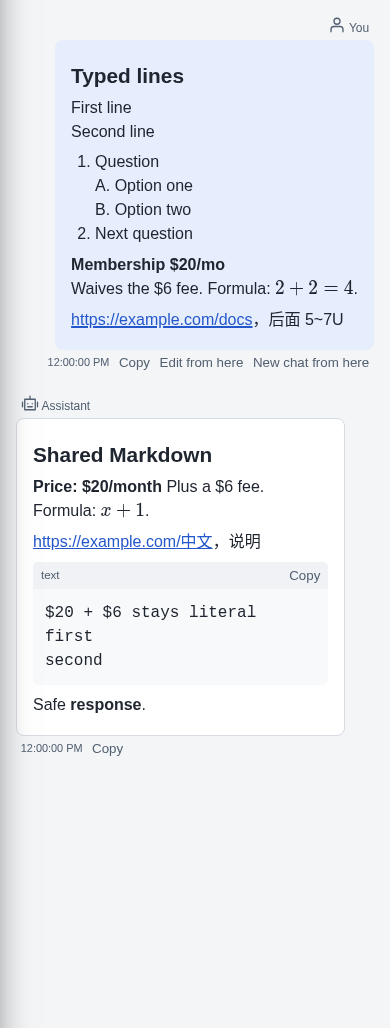 You
Typed lines
First line
Second line
1. Question
A. Option one
B. Option two
2. Next question
Membership $20/mo
Waives the $6 fee. Formula: 2 + 2 = 4.
https://example.com/docs，后面 5~7U
12:00:00 PM Copy Edit from here New chat from here
Assistant
Shared Markdown
Price: $20/month Plus a $6 fee.
Formula: x + 1.
https://example.com/中文，说明
text Copy
$20 + $6 stays literal
first
second
Safe response.
12:00:00 PM Copy